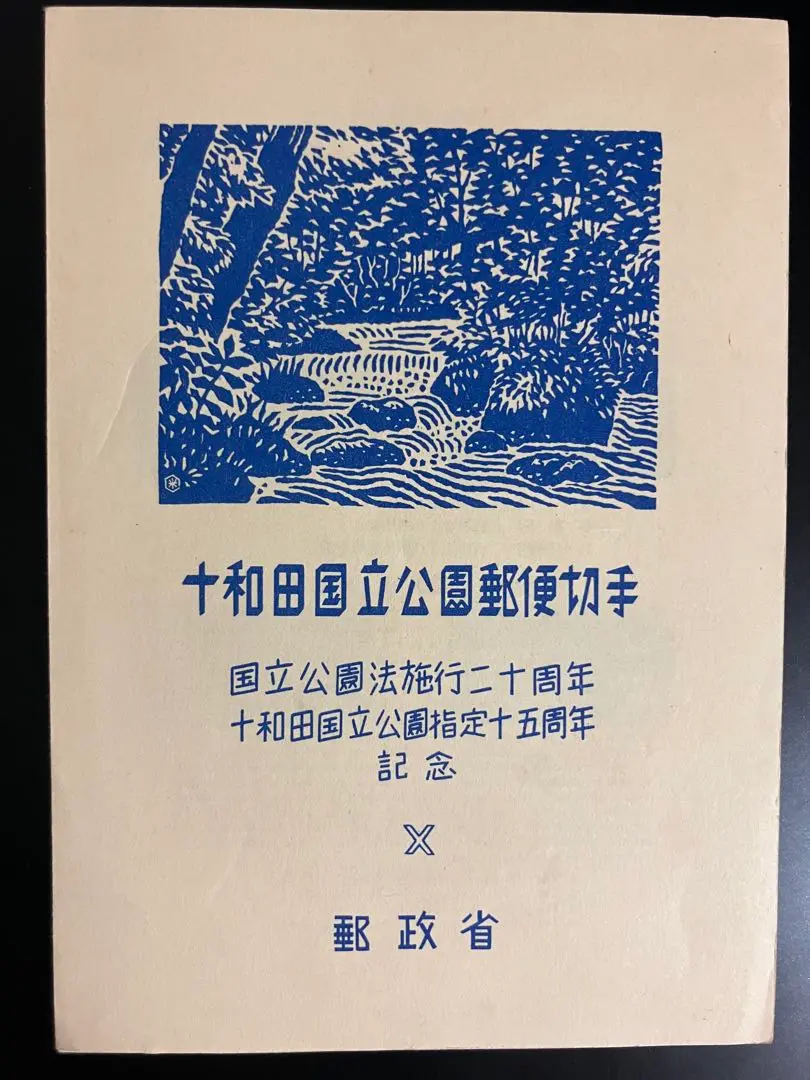 十和田国立公園郵便切手
国立公園法施行二十周年
十和田国立公園指定十五周年
記念
X
郵政省